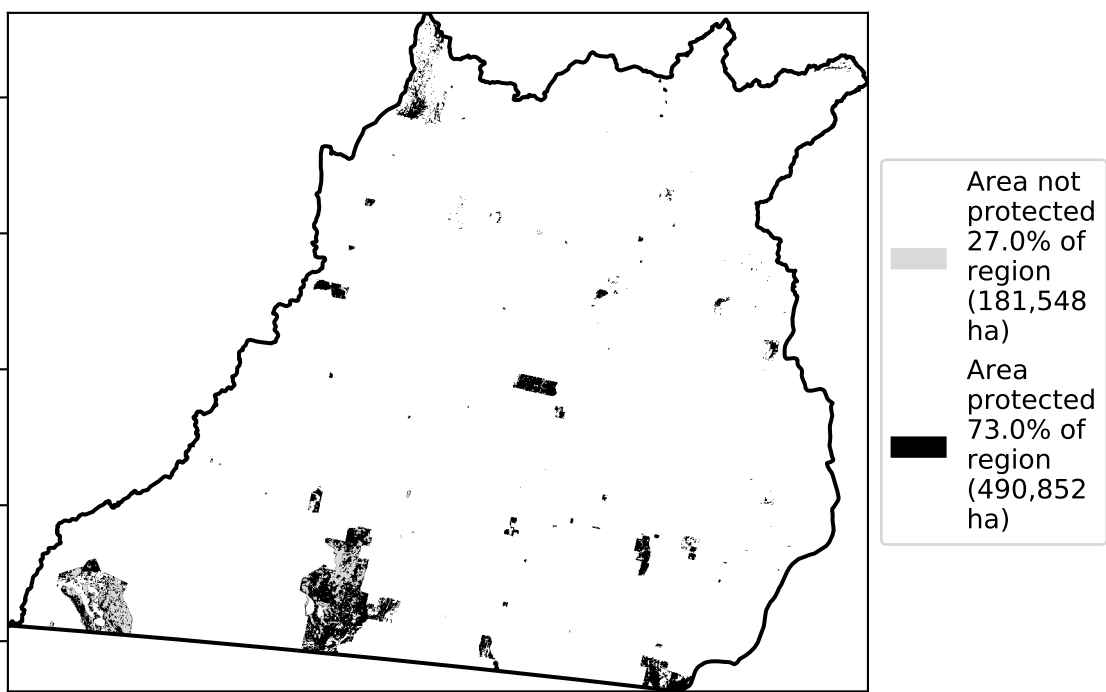 Area not
protected
27.0% of
region
(181,548
ha)
Area
protected
73.0% of
region
(490,852
ha)